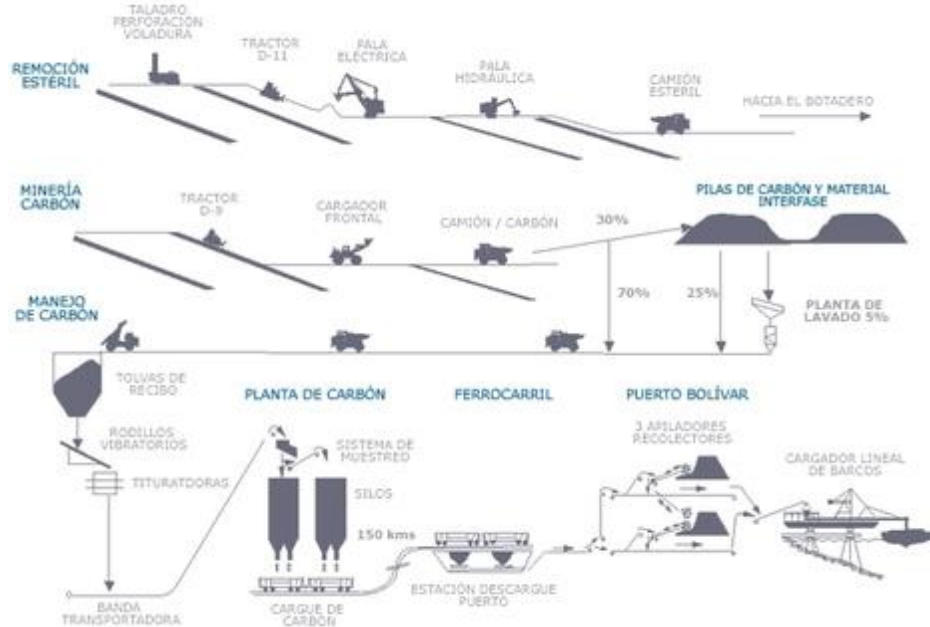 TALADRO
PERFORACIÓN
VOLADURA
TRACTOR
D-11
PALA
ELÉCTRICA
PALA
HIDRÁULICA
CAMIÓN
ESTERIL
HACIA EL BOTADERO
REMOCIÓN
ESTÉRIL
MINERÍA
CARBÓN
TRACTOR
D-9
CARGADOR
FRONTAL
CAMIÓN / CARBÓN
30%
PILAS DE CARBÓN Y MATERIAL
INTERFASE
70%
25%
PLANTA DE
LAVADO 5%
MANEJO
DE CARBÓN
TOLVAS DE
RECIBO
RODILLOS
VIBRATORIOS
TITURATDORAS
BANDA
TRANSPORTADORA
PLANTA DE CARBÓN
SISTEMA DE
MUESTREO
SILOS
150 kms
CARGUE DE
CARBÓN
FERROCARRIL
ESTACIÓN DESCARGUE
PUERTO
PUERTO BOLÍVAR
3 APILADORES
RECOLECTORES
CARGADOR LINEAL
DE BARCOS